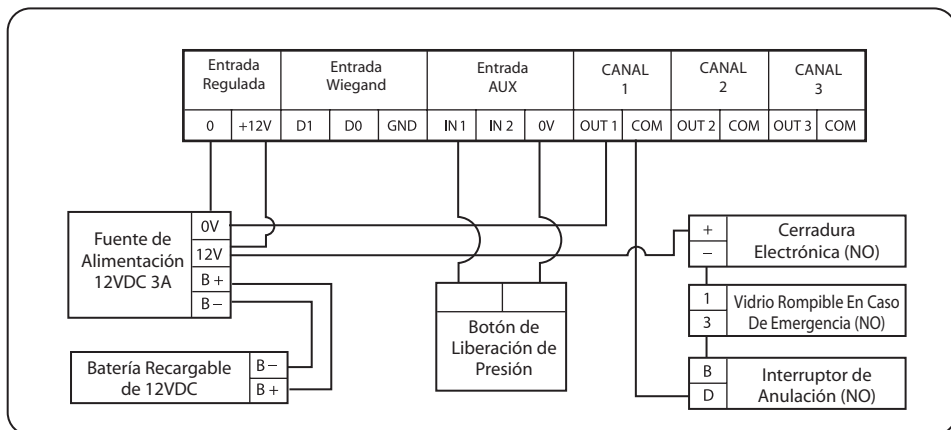 Entrada
Regulada
Entrada
Wiegand
Entrada
AUX
CANAL
1
CANAL
2
CANAL
3
0
+12V
D1
D0
GND
IN 1
IN 2
0V
OUT 1
COM
OUT 2
COM
OUT 3
COM
Fuente de
Alimentación
12VDC 3A
0V
12V
B +
B –
Batería Recargable
de 12VDC
B –
B +
Botón de
Liberación de
Presión
+
–
Cerradura
Electrónica (NO)
1
3
Vidrio Rompible En Caso
De Emergencia (NO)
B
D
Interruptor de
Anulación (NO)